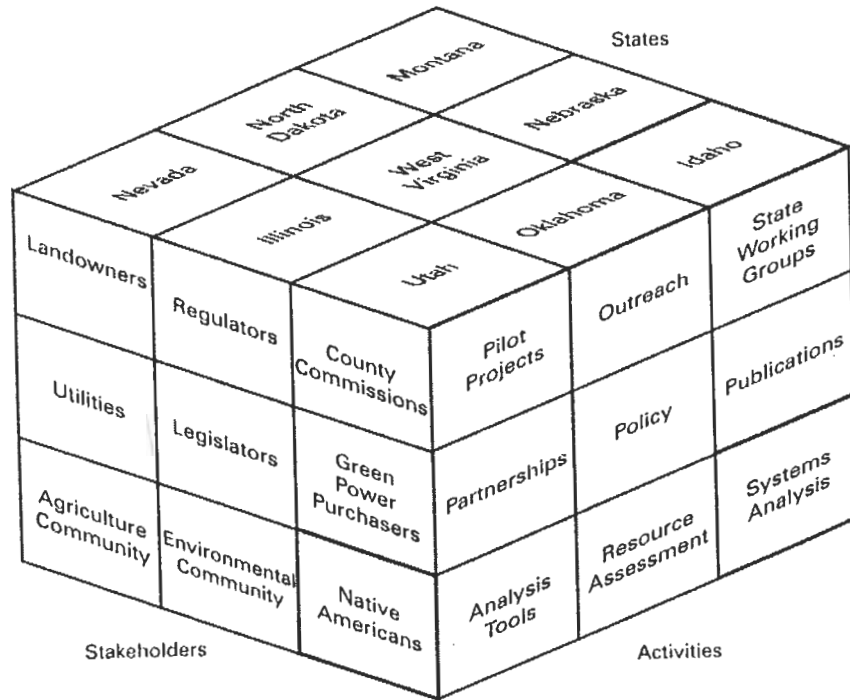 States
Montana
North
Dakota
Nebraska
Nevada
West
Virginia
Idaho
Illinois
Oklahoma
Utah
Landowners
Regulators
County
Commissions
Utilities
Legislators
Green
Power
Purchasers
Agriculture
Community
Environmental
Community
Native
Americans
Stakeholders
Pilot
Projects
Outreach
State
Working
Groups
Partnerships
Policy
Publications
Analysis
Tools
Resource
Assessment
Systems
Analysis
Activities